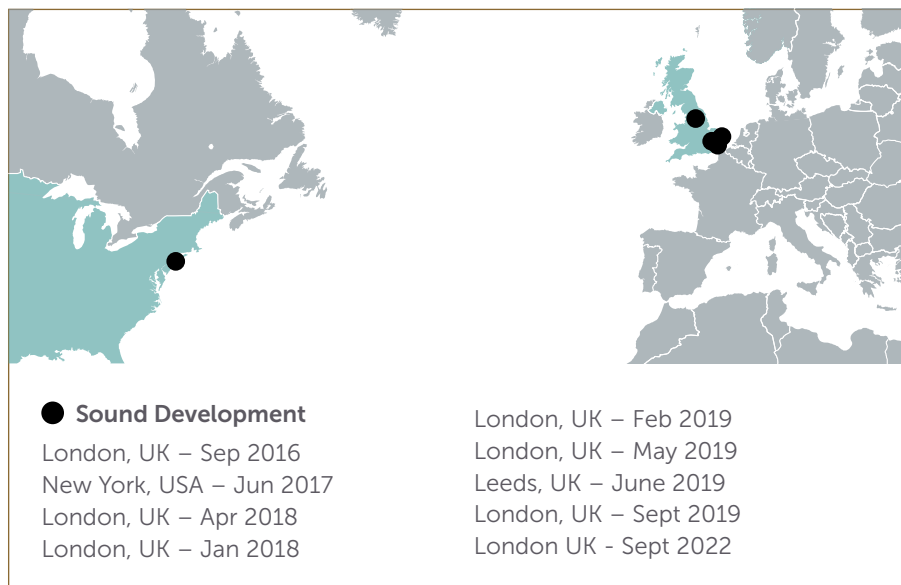 Sound Development
London, UK – Sep 2016
New York, USA – Jun 2017
London, UK – Apr 2018
London, UK – Jan 2018
London, UK – Feb 2019
London, UK – May 2019
Leeds, UK – June 2019
London, UK – Sept 2019
London UK - Sept 2022